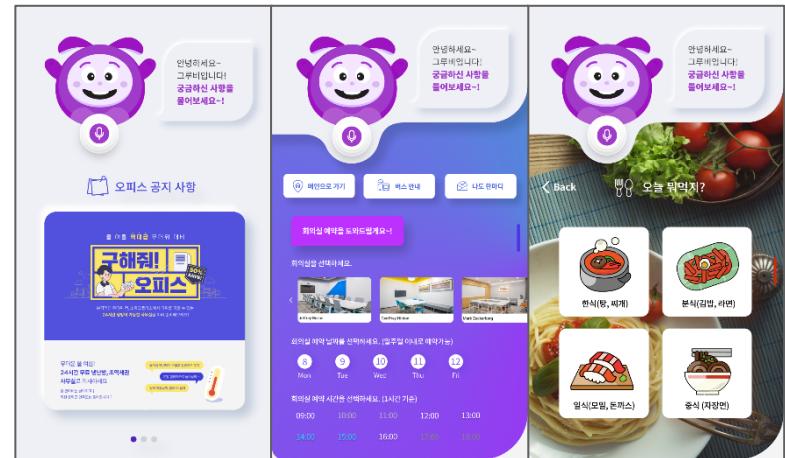 안녕하세요~
그루비입니다!
궁금하신 사항을
물어보세요~!
오피스 공지 사항
구해줘!
오피스
50%
무더운 올 여름!
24시간 무료 냉난방, 초역세권
안녕하세요~
그루비입니다!
궁금하신 사항을
물어보세요~!
메인으로 가기
버스 안내
나도 한마디
회의실 예약을 도와드릴게요~!
회의실을 선택하세요.
Mark Zuckerberg
회의실 예약 날짜를 선택하세요. (일주일 이내로 예약가능)
8 9 10 11 12
Mon Tue Wec Thu Fri
회의실 예약 시간을 선택하세요. (1시간 기준)
09:00 10:00 11:00 12:00 13:00
14:00 15:00 16:00 17:00 18:00
안녕하세요~
그루비입니다!
궁금하신 사항을
물어보세요~!
Back
오늘 뭐먹지?
한식(탕, 찌개)
분식(김밥, 라면)
일식(모밀, 돈까스)
중식 (자장면)